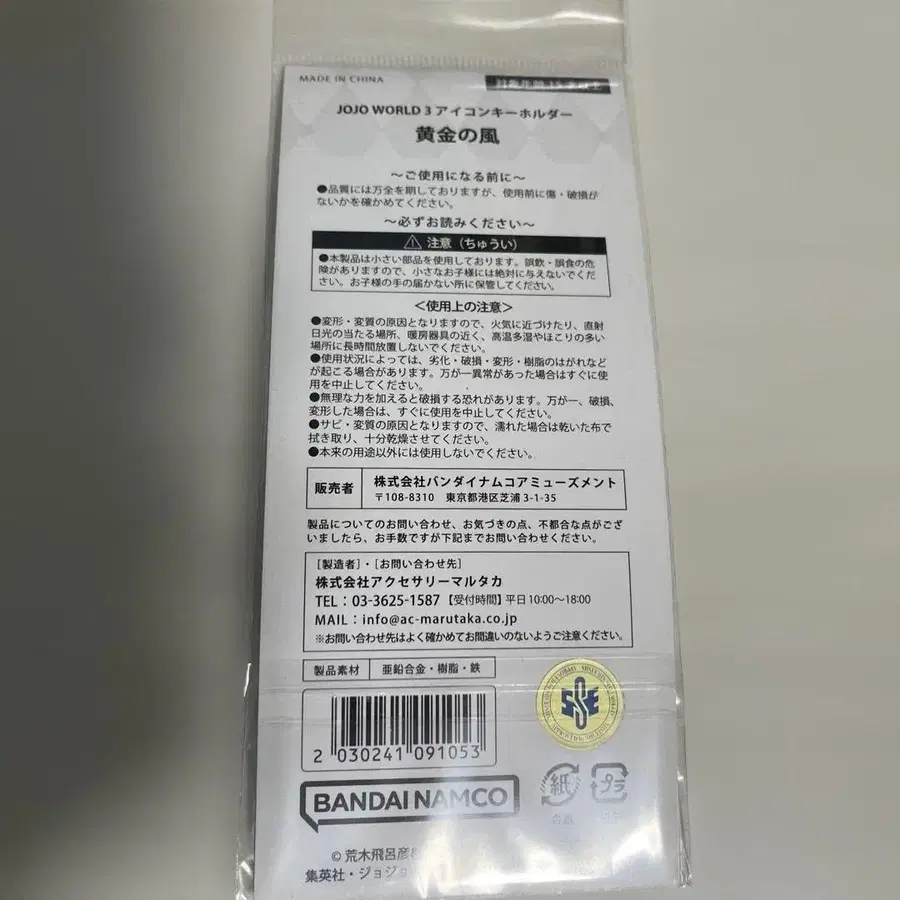 MADE IN CHINA
対象年齢 15才以上
JOJO WORLD 3 アイコンキーホルダー
黄金の風
～ご使用になる前に～
●品質には万全を期しておりますが、使用前に傷・破損が
ないかを確かめてください。
～必ずお読みください～
注意（ちゅうい）
●本製品は小さい部品を使用しております。誤飲・誤食の危
険がありますので、小さなお子様には絶対に与えないでくだ
さい。お子様の手の届かない所に保管してください。
＜使用上の注意＞
●変形・変質の原因となりますので、火気に近づけたり、直射
日光の当たる場所、暖房器具の近く、高温多湿やほこりの多い
場所に長時間放置しないでください。
●使用状況によっては、劣化・破損・変形・樹脂のはがれなど
が起こる場合があります。万が一異常があった場合はすぐに使
用を中止してください。
●無理な力を加えると破損する恐れがあります。万が一、破損、
変形した場合は、すぐに使用を中止してください。
●サビ・変質の原因となりますので、濡れた場合は乾いた布で
拭き取り、十分乾燥させてください。
●本来の用途以外には使用しないでください。
販売者
株式会社バンダイナムコアミューズメント
〒108-8310 東京都港区芝浦 3-1-35
製品についてのお問い合わせ、お気づきの点、不都合な点がござ
いましたら、お手数ですが下記までお問い合わせください。
［製造者］・［お問い合わせ先］
株式会社アクセサリーマルタカ
TEL：03-3625-1587 【受付時間】平日 10:00～18:00
MAIL：info@ac-marutaka.co.jp
※お問い合わせ先はよく確かめてお間違いのないようご注意ください。
製品素材 亜鉛合金・樹脂・鉄
2 030241 091053
BANDAI NAMCO
紙
プラ
台紙
© 荒木飛呂彦&
集英社・ジョジョ